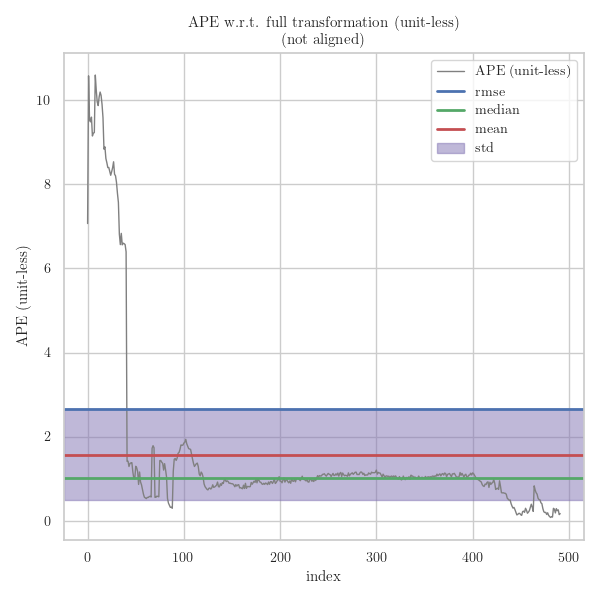 APE w.r.t. full transformation (unit-less)
(not aligned)
APE (unit-less)
rmse
median
mean
std
10
8
6
4
2
0
APE (unit-less)
0
100
200
300
400
500
index